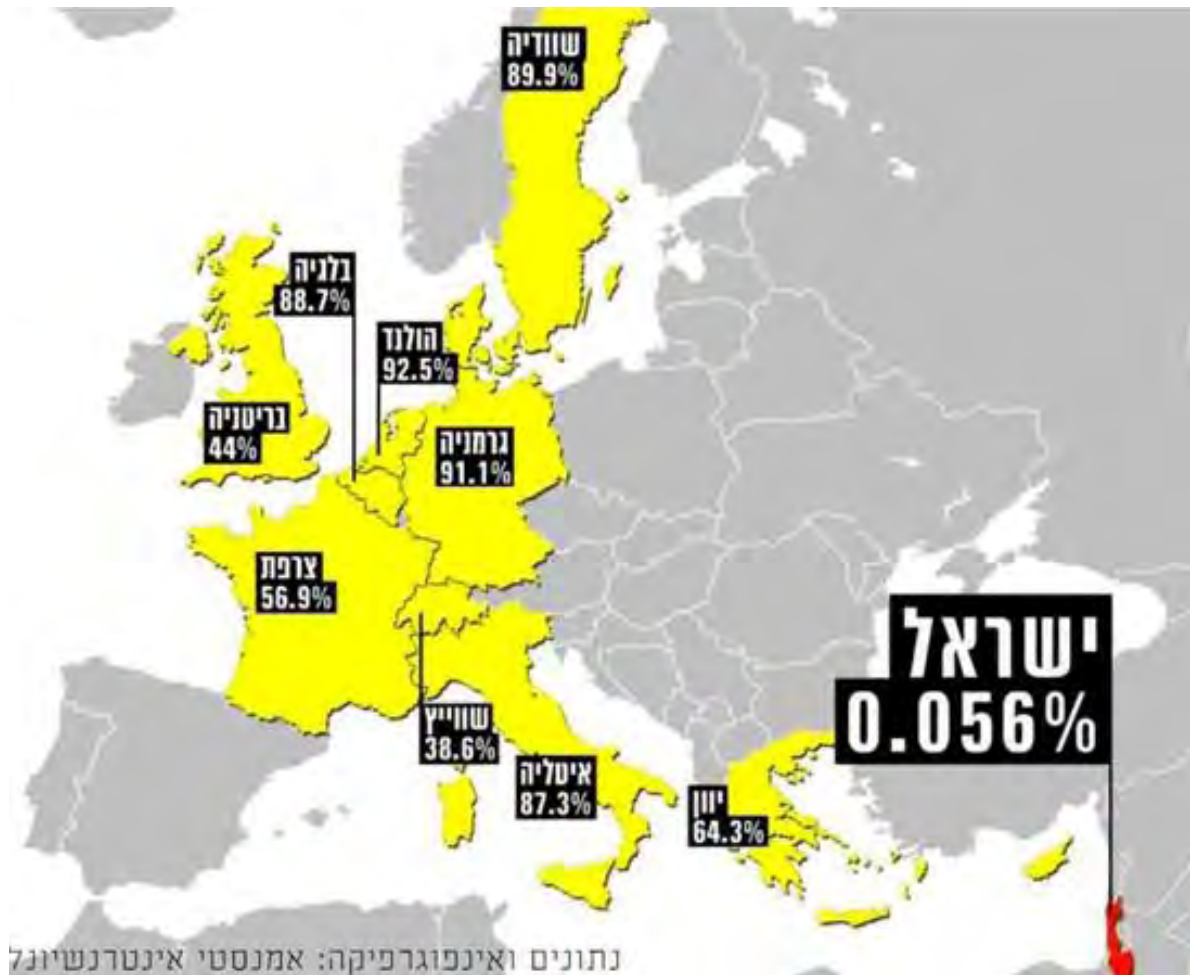 שוודיה
89.9%
בלגיה
88.7%
הולנד
92.5%
בריטניה
44%
גרמניה
91.1%
צרפת
56.9%
ישראל
0.056%
שווייץ
38.6%
איטליה
87.3%
יוון
64.3%
נתונים ואינפוגרפיקה: אמנסטי אינטרנשיונל